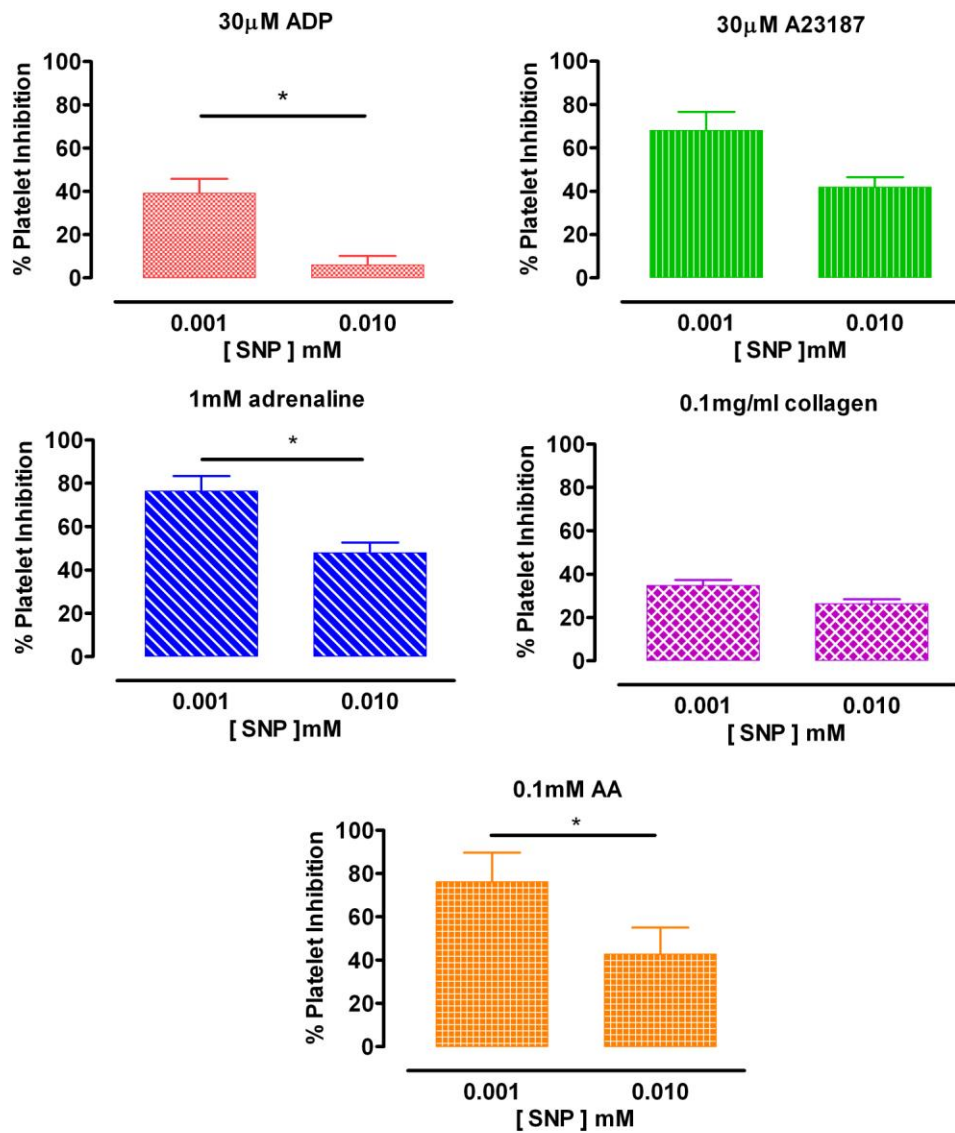 30μM ADP
% Platelet Inhibition
100
80
60
40
20
0
*
0.001 0.010
[ SNP ] mM
30μM A23187
% Platelet Inhibition
100
80
60
40
20
0
0.001 0.010
[ SNP ]mM
1mM adrenaline
% Platelet Inhibition
100
80
60
40
20
0
*
0.001 0.010
[ SNP ]mM
0.1mg/ml collagen
% Platelet Inhibition
100
80
60
40
20
0
0.001 0.010
[ SNP ] mM
0.1mM AA
% Platelet Inhibition
100
80
60
40
20
0
*
0.001 0.010
[ SNP ] mM